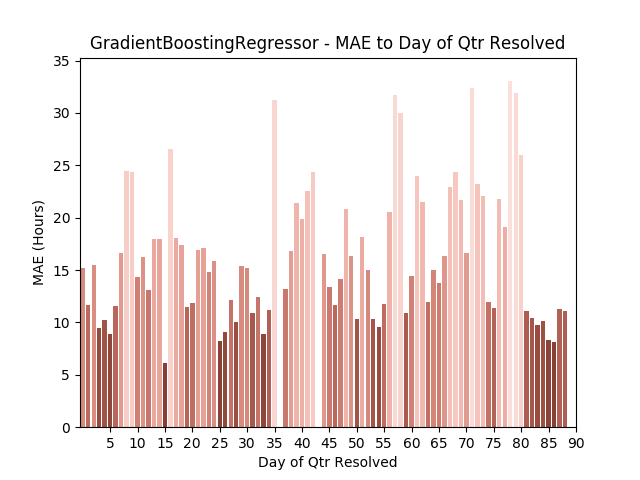 GradientBoostingRegressor - MAE to Day of Qtr Resolved
35
30
25
20
15
10
5
0
MAE (Hours)
5 10 15 20 25 30 35 40 45 50 55 60 65 70 75 80 85 90
Day of Qtr Resolved